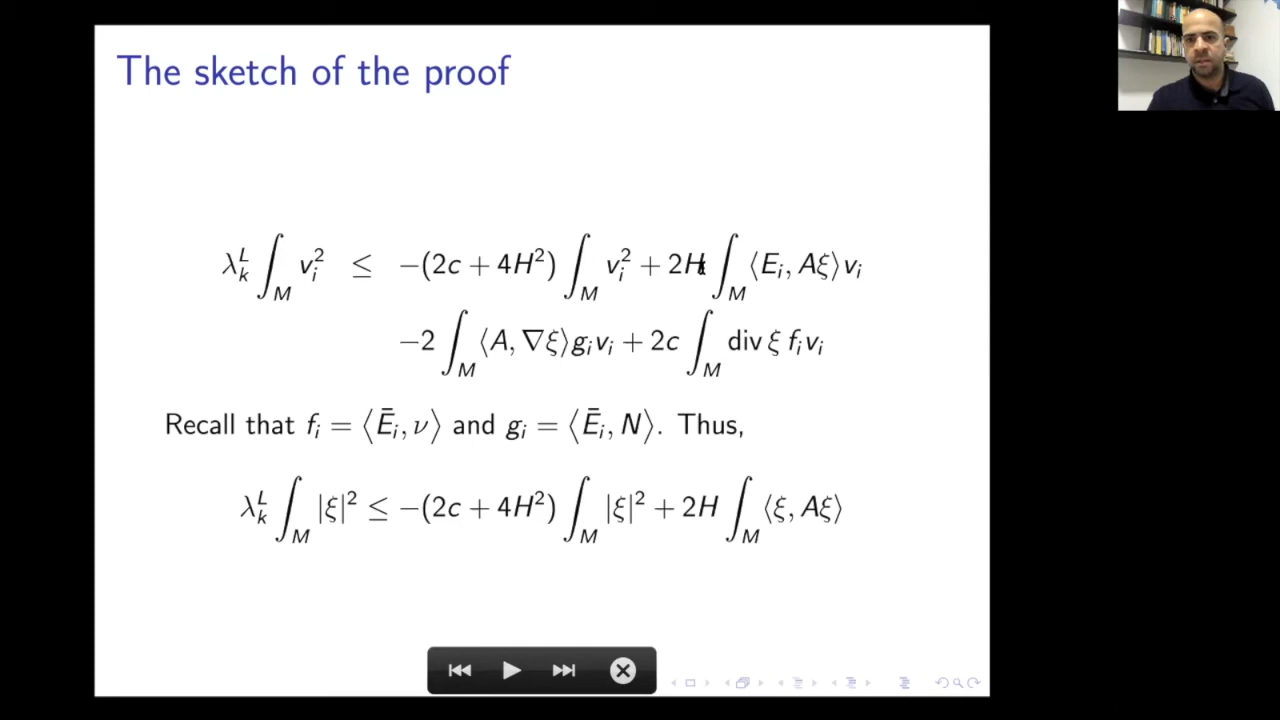 The sketch of the proof
λ_k^L ∫_M v_i^2 ≤ −(2c + 4H^2) ∫_M v_i^2 + 2H ∫_M ⟨E_i, Aξ⟩v_i
−2 ∫_M ⟨A, ∇ξ⟩g_i v_i + 2c ∫_M div ξ f_i v_i
Recall that f_i = ⟨Ē_i, ν⟩ and g_i = ⟨Ē_i, N⟩. Thus,
λ_k^L ∫_M |ξ|^2 ≤ −(2c + 4H^2) ∫_M |ξ|^2 + 2H ∫_M ⟨ξ, Aξ⟩